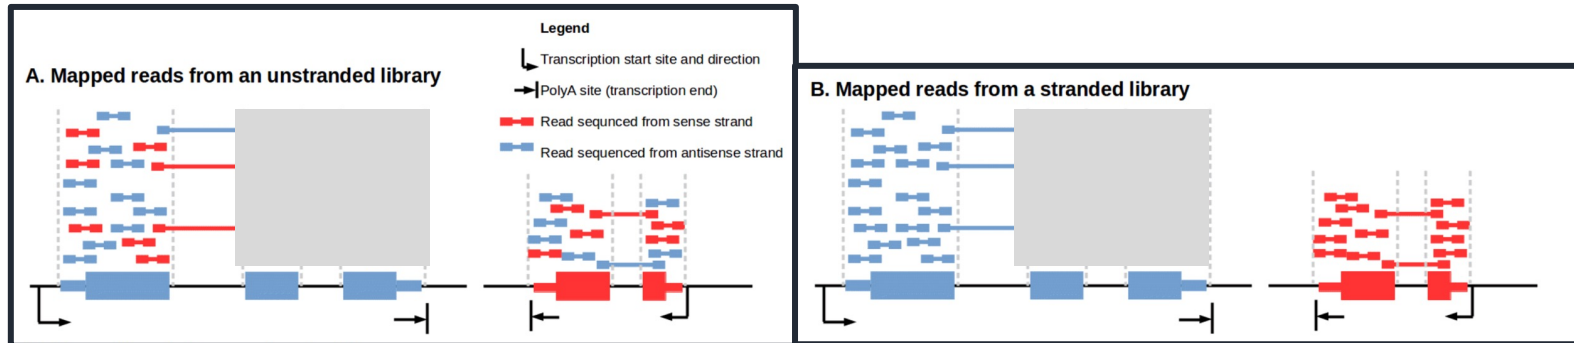 Legend
Transcription start site and direction
A. Mapped reads from an unstranded library
PolyA site (transcription end)
Read sequnced from sense strand
Read sequenced from antisense strand
B. Mapped reads from a stranded library